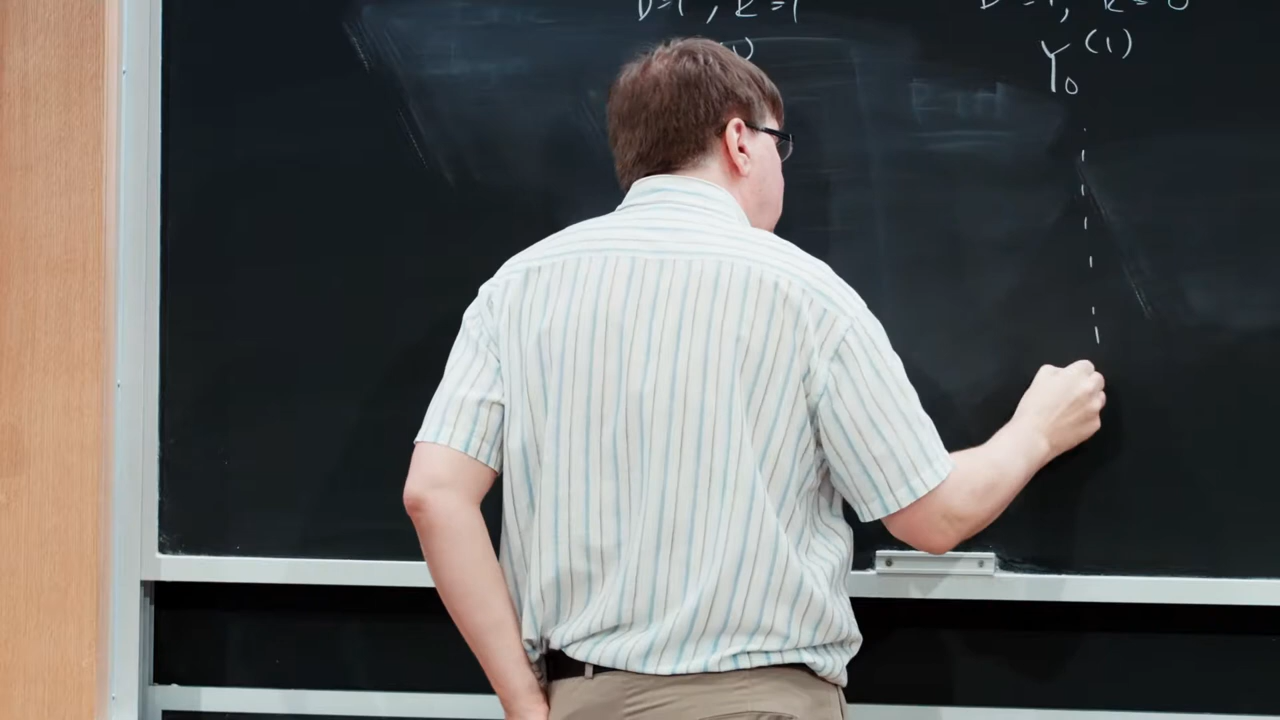 D=1, R=1
D=1, R=0
Y₀⁽¹⁾